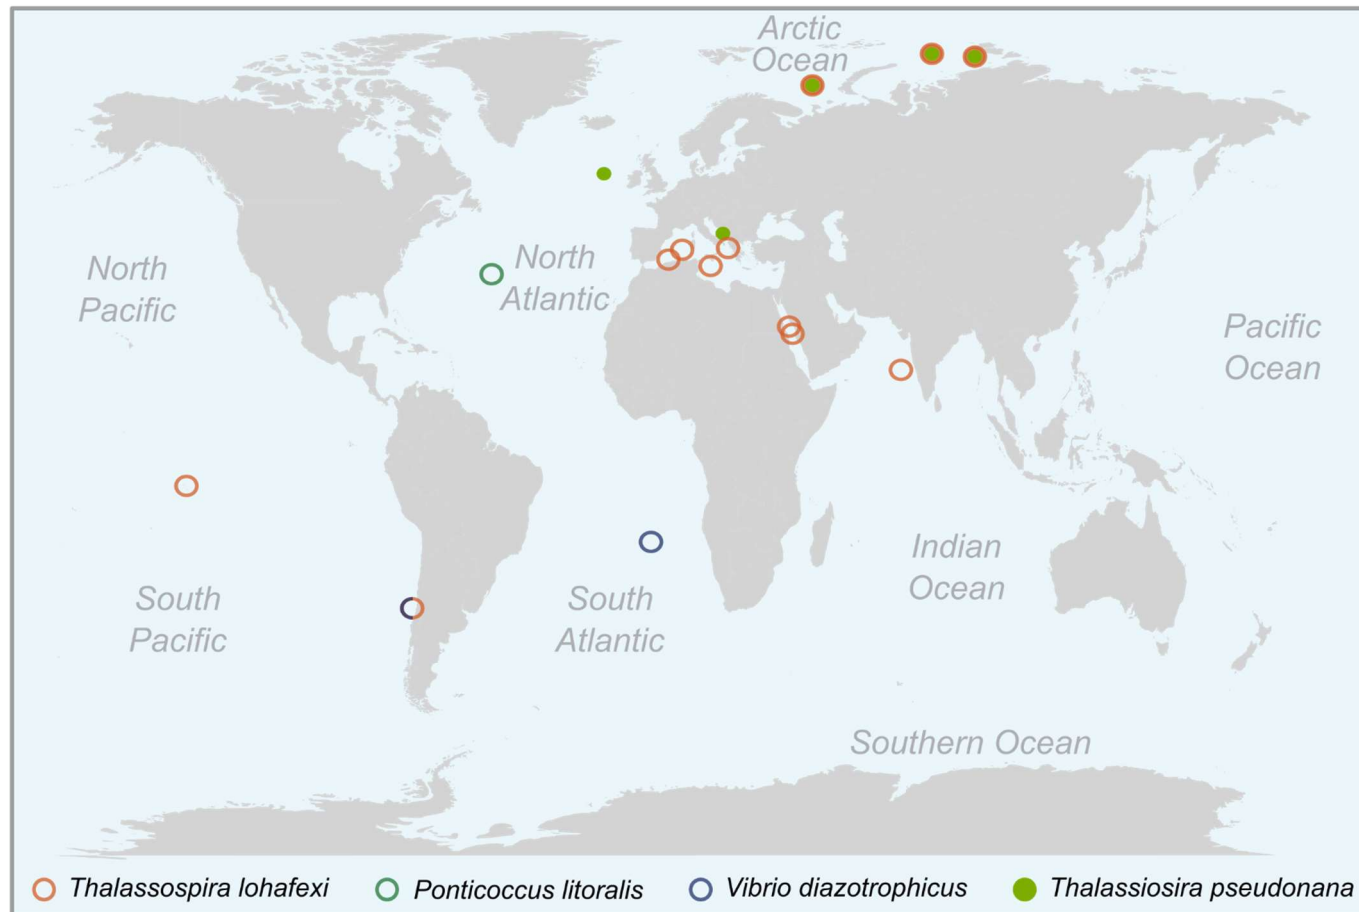 Arctic
Ocean
North
Pacific
North
Atlantic
Pacific
Ocean
South
Pacific
South
Atlantic
Indian
Ocean
Southern Ocean
Thalassospira lohafexi
Ponticoccus litoralis
Vibrio diazotrophicus
Thalassiosira pseudonana